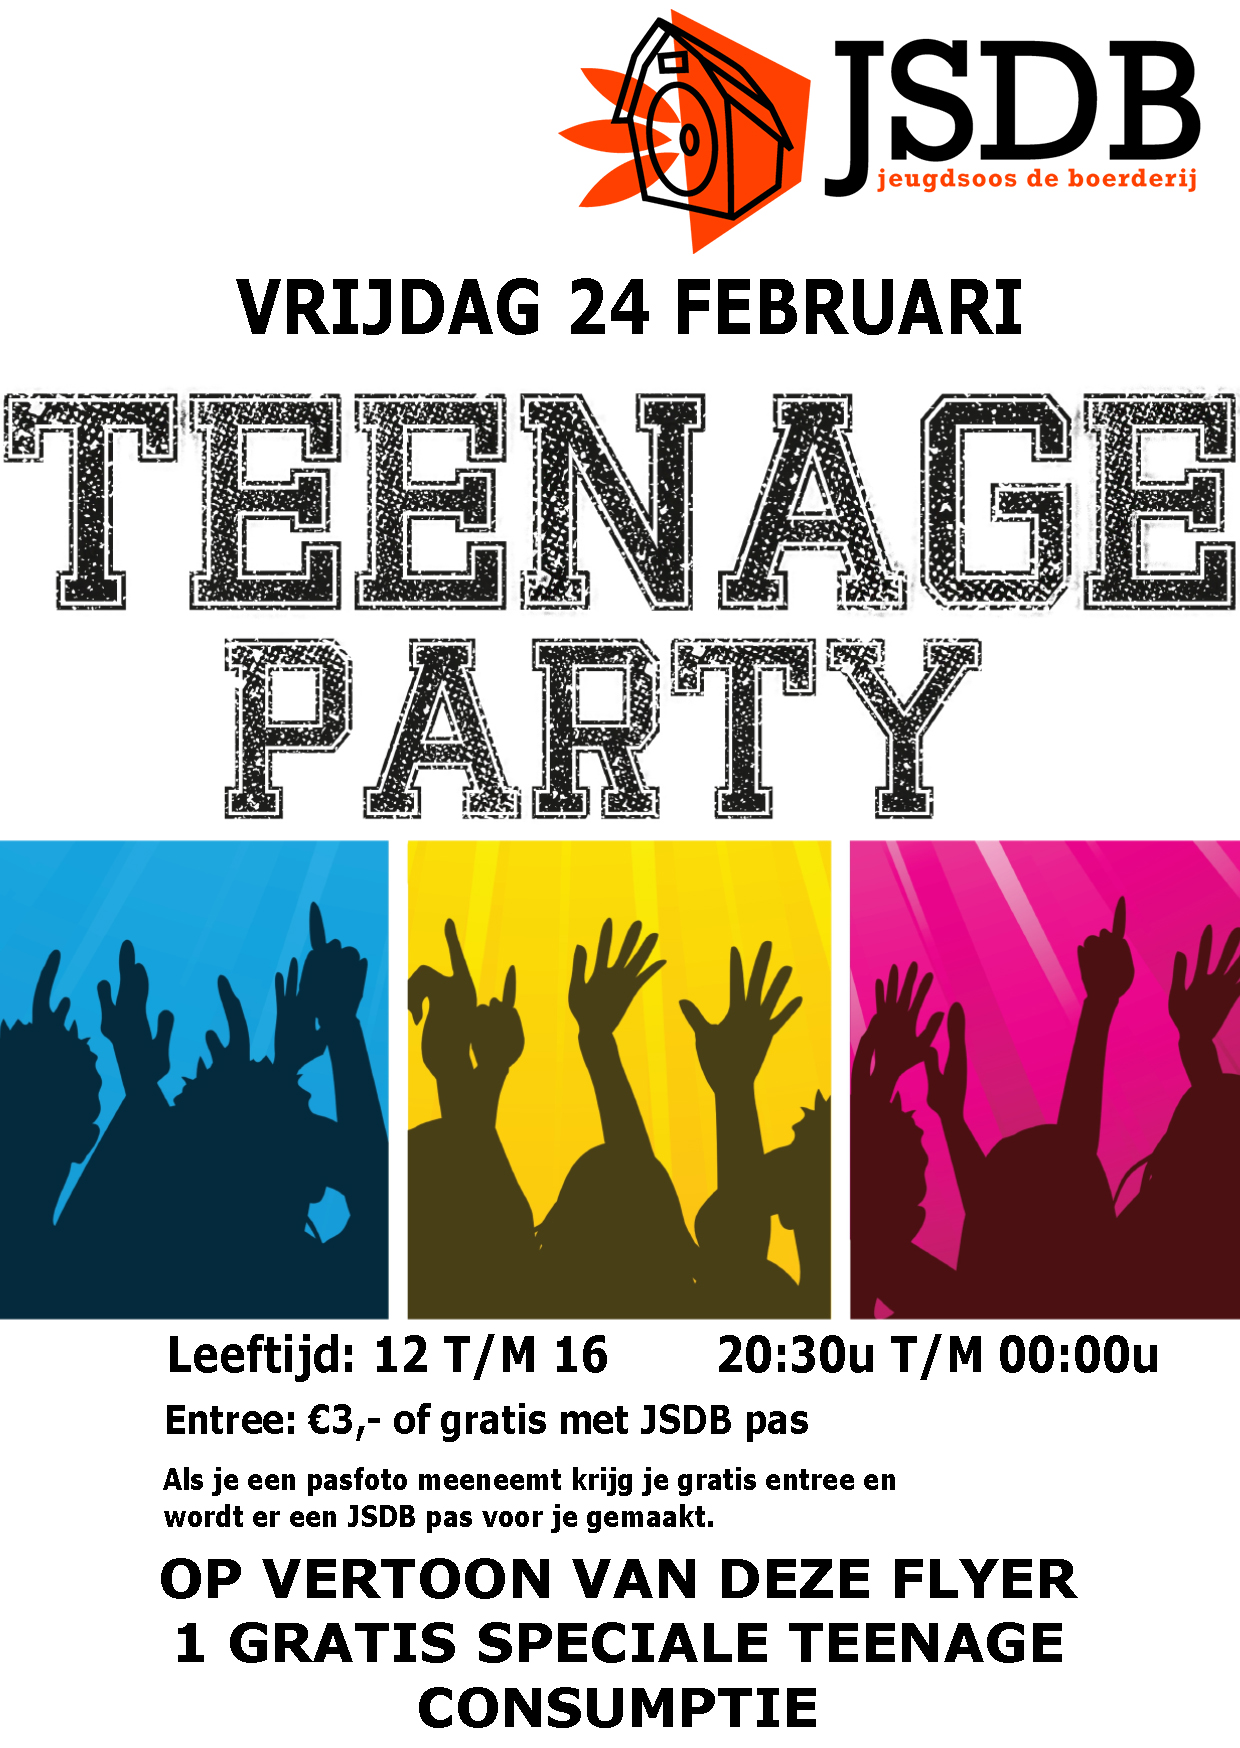 JSDB
jeugdsoos de boerderij
VRIJDAG 24 FEBRUARI
TEENAGE
PARTY
Leeftijd: 12 T/M 16 20:30u T/M 00:00u
Entree: €3,- of gratis met JSDB pas
Als je een pasfoto meeneemt krijg je gratis entree en
wordt er een JSDB pas voor je gemaakt.
OP VERTOON VAN DEZE FLYER
1 GRATIS SPECIALE TEENAGE
CONSUMPTIE